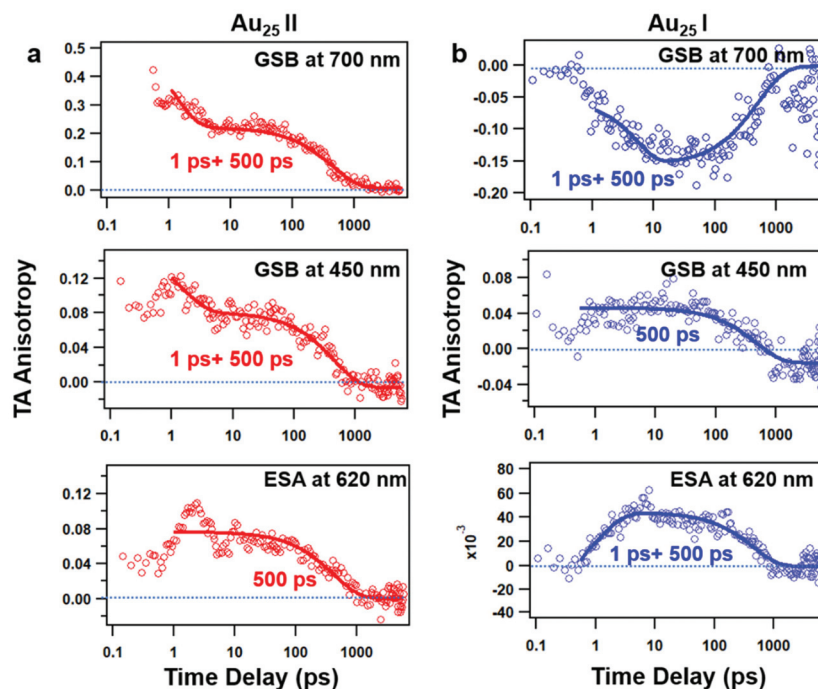 Au25 II
a
GSB at 700 nm
0.5
0.4
0.3
0.2
0.1
0.0
1 ps+ 500 ps
0.1 1 10 100 1000
GSB at 450 nm
0.12
0.08
0.04
0.00
1 ps+ 500 ps
0.1 1 10 100 1000
ESA at 620 nm
0.12
0.08
0.04
0.00
500 ps
0.1 1 10 100 1000
TA Anisotropy
Time Delay (ps)
Au25 I
b
GSB at 700 nm
0.00
-0.05
-0.10
-0.15
-0.20
1 ps+ 500 ps
0.1 1 10 100 1000
GSB at 450 nm
0.08
0.04
0.00
-0.04
500 ps
0.1 1 10 100 1000
ESA at 620 nm
80
60
40
20
0
-20
-40
x10-3
1 ps+ 500 ps
0.1 1 10 100 1000
TA Anisotropy
Time Delay (ps)